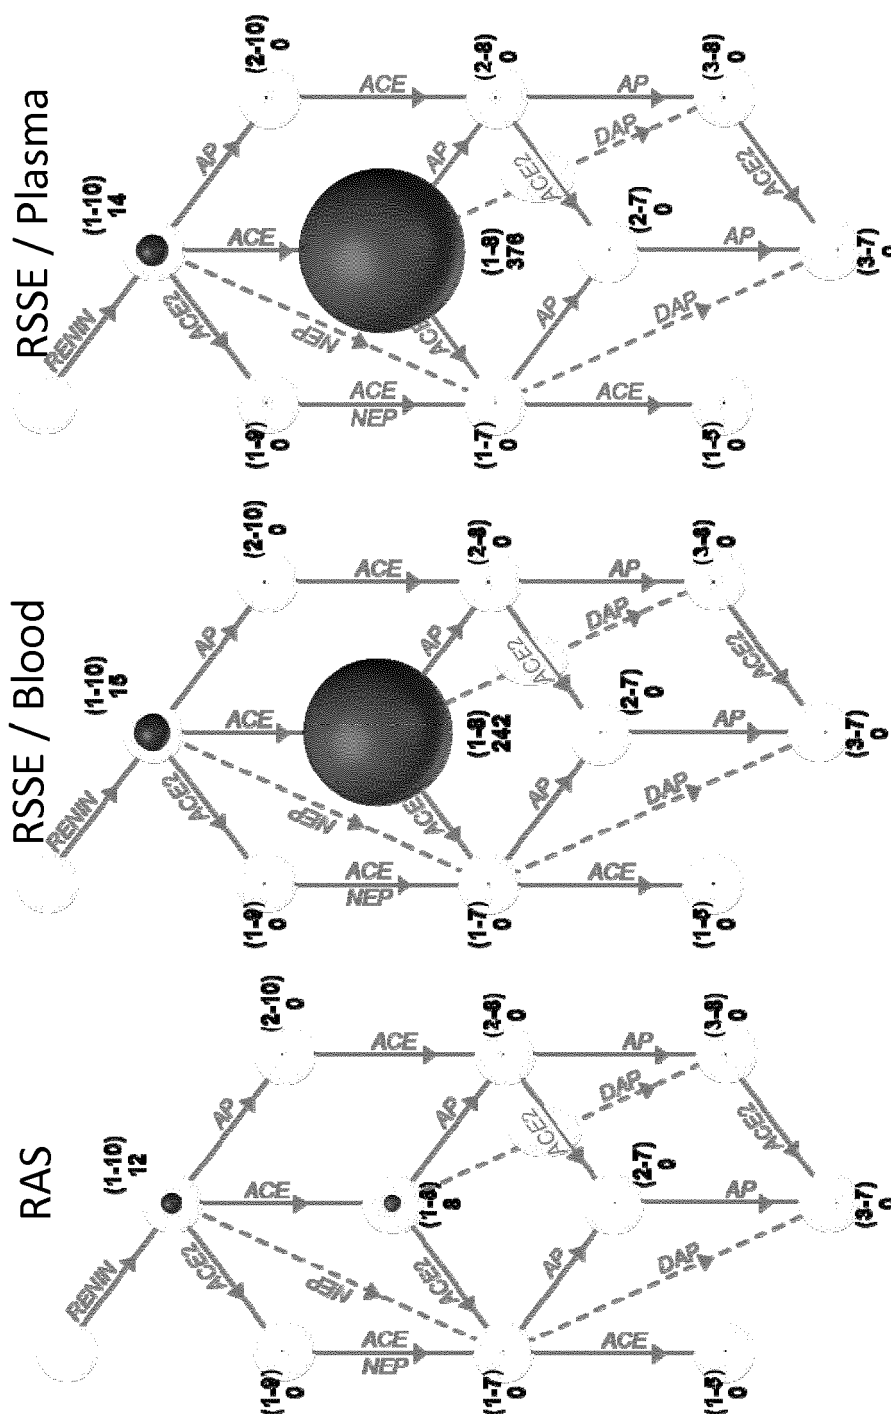 RAS
RENIN
(1-10)
12
ACE2
NEP
ACE
AP
(1-9)
0
(2-10)
0
ACE
NEP
ACE
(1-8)
8
ACE2
AP
(1-7)
0
(2-8)
0
ACE2
DAP
AP
(2-7)
0
ACE
DAP
AP
AP
(1-5)
0
(3-8)
0
ACE2
(3-7)
0
RSSE / Blood
RENIN
(1-10)
15
ACE2
NEP
ACE
AP
(1-9)
0
(2-10)
0
ACE
NEP
ACE
(1-8)
242
ACE
AP
(1-7)
0
(2-8)
0
ACE2
DAP
AP
(2-7)
0
ACE
DAP
AP
AP
(1-5)
0
(3-8)
0
ACE2
(3-7)
0
RSSE / Plasma
RENIN
(1-10)
14
ACE2
NEP
ACE
AP
(1-9)
0
(2-10)
0
ACE
NEP
ACE
(1-8)
376
ACE
AP
(1-7)
0
(2-8)
0
ACE2
DAP
AP
(2-7)
0
ACE
DAP
AP
AP
(1-5)
0
(3-8)
0
ACE2
(3-7)
0